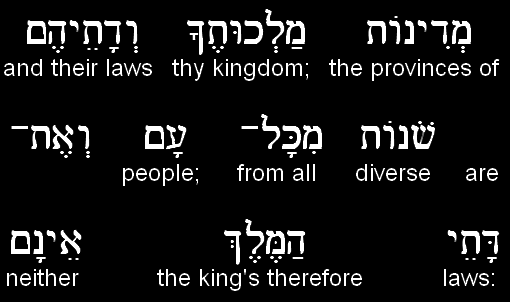 מְדִינוֹת מַלְכוּתֶךָ וְדָתֵיהֶם
and their laws thy kingdom; the provinces of
שֹׁנוֹת מִכָּל־ עָם וְאֶת־
people; from all diverse are
דָּתֵי הַמֶּלֶךְ אֵינָם
neither the king's therefore laws: